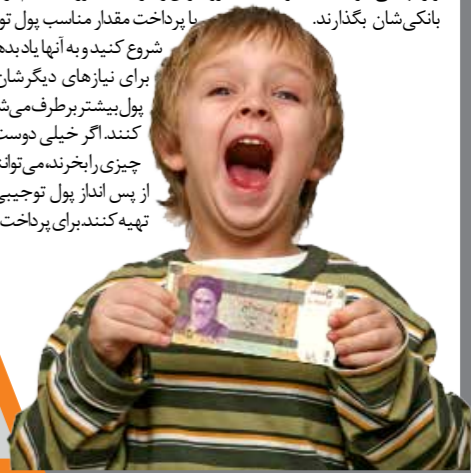 بانکی‌شان بگذارند.
با پرداخت مقدار مناسب پول تو
شروع کنید و به آنها یاد بده
برای نیازهای دیگرشان
پول بیشتر برطرف می‌ش
کنند. اگر خیلی دوست
چیزی را بخرند، می‌توانن
از پس انداز پول توجیبی
تهیه کنند. برای پرداخت